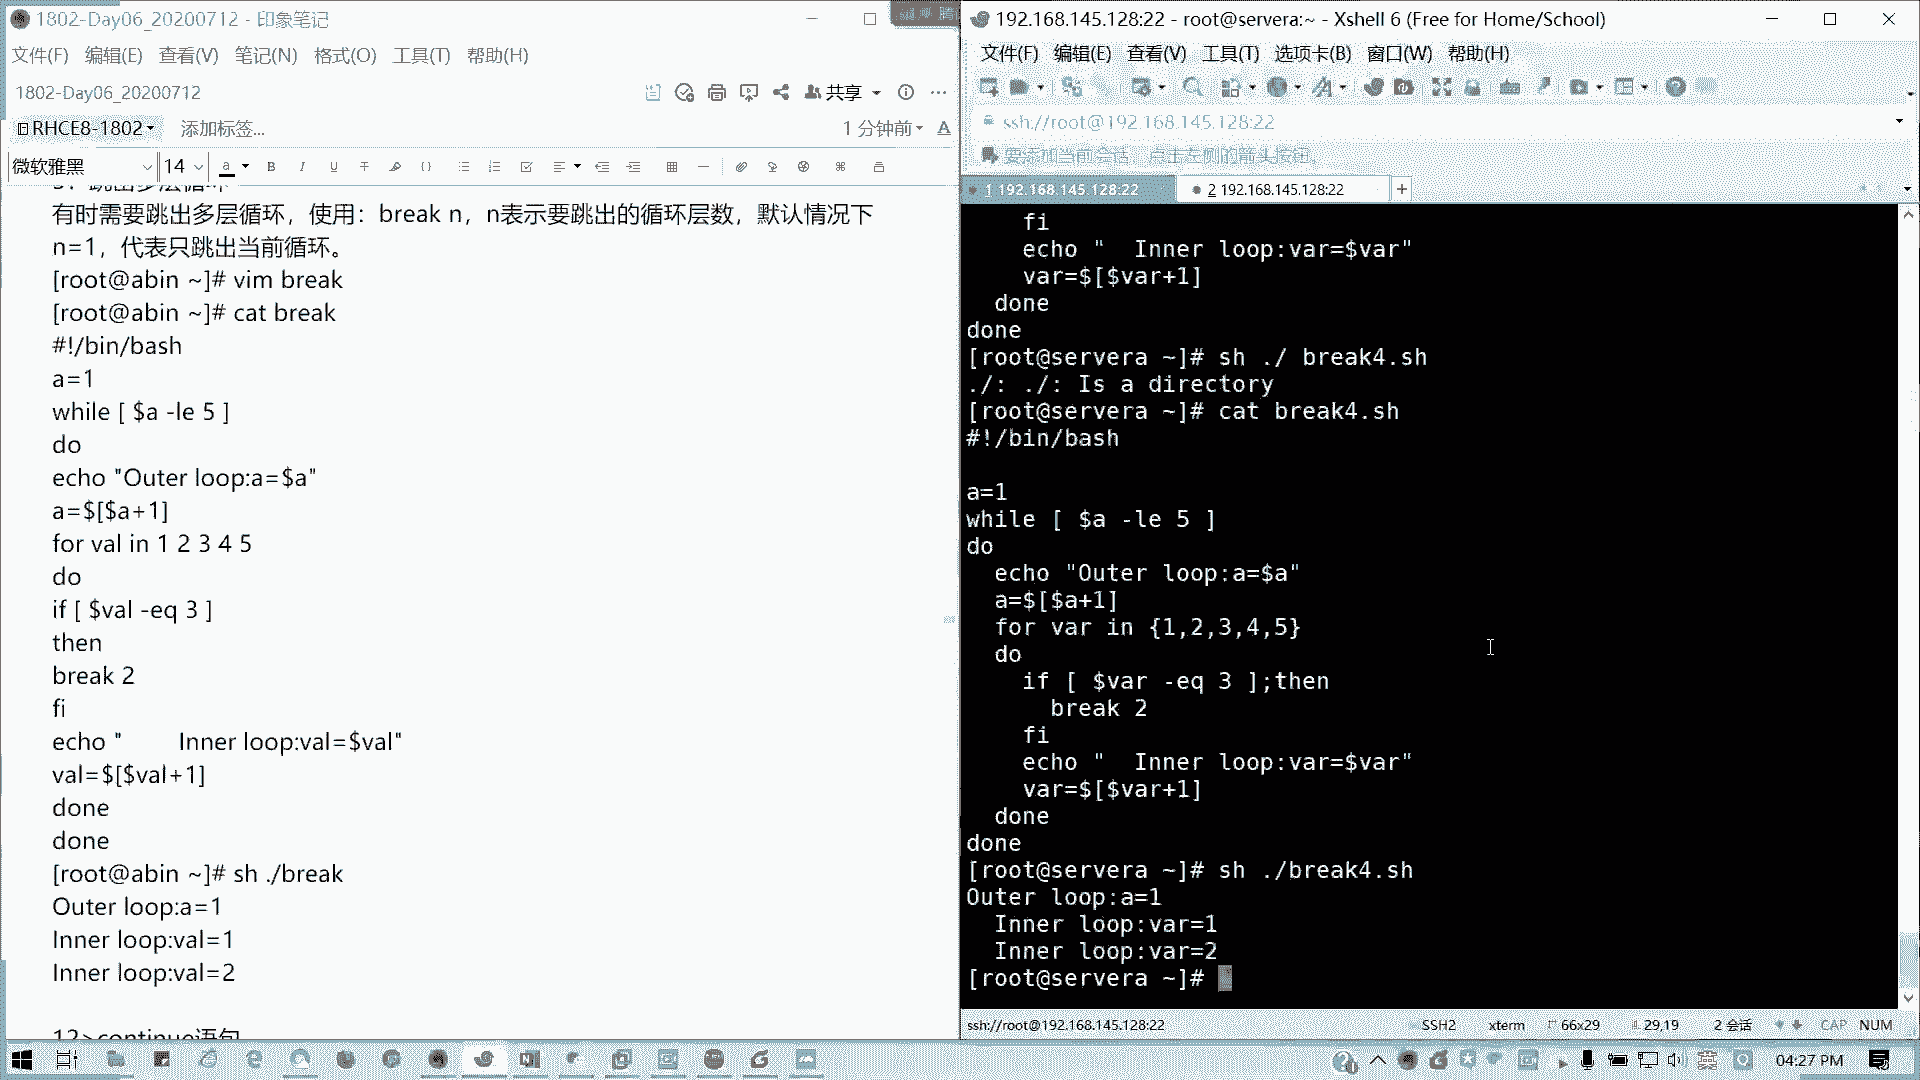 1802-Day06_20200712 - 印象笔记
文件(F) 编辑(E) 查看(V) 笔记(N) 格式(O) 工具(T) 帮助(H)
1802-Day06_20200712
共享
RHCE8-1802 添加标签...
1 分钟前
微软雅黑 14
跳出多层循环
有时需要跳出多层循环，使用：break n，n表示要跳出的循环层数，默认情况下
n=1，代表只跳出当前循环。
[root@abin ~]# vim break
[root@abin ~]# cat break
#!/bin/bash
a=1
while [ $a -le 5 ]
do
echo "Outer loop:a=$a"
a=$[$a+1]
for val in 1 2 3 4 5
do
if [ $val -eq 3 ]
then
break 2
fi
echo "        Inner loop:val=$val"
val=$[$val+1]
done
done
[root@abin ~]# sh ./break
Outer loop:a=1
Inner loop:val=1
Inner loop:val=2
12>continue语句
192.168.145.128:22 - root@servera:~ - Xshell 6 (Free for Home/School)
文件(F) 编辑(E) 查看(V) 工具(T) 选项卡(B) 窗口(W) 帮助(H)
ssh://root@192.168.145.128:22
要添加当前会话，点击左侧的箭头按钮。
1 192.168.145.128:22
2 192.168.145.128:22
    fi
    echo "  Inner loop:var=$var"
    var=$[$var+1]
  done
done
[root@servera ~]# sh ./ break4.sh
./: ./: Is a directory
[root@servera ~]# cat break4.sh
#!/bin/bash
a=1
while [ $a -le 5 ]
do
  echo "Outer loop:a=$a"
  a=$[$a+1]
  for var in {1,2,3,4,5}
  do
    if [ $var -eq 3 ];then
      break 2
    fi
    echo "  Inner loop:var=$var"
    var=$[$var+1]
  done
done
[root@servera ~]# sh ./break4.sh
Outer loop:a=1
  Inner loop:var=1
  Inner loop:var=2
[root@servera ~]#
ssh://root@192.168.145.128:22 SSH2 xterm 66x29 29,19 2 会话 CAP NUM
英 04:27 PM